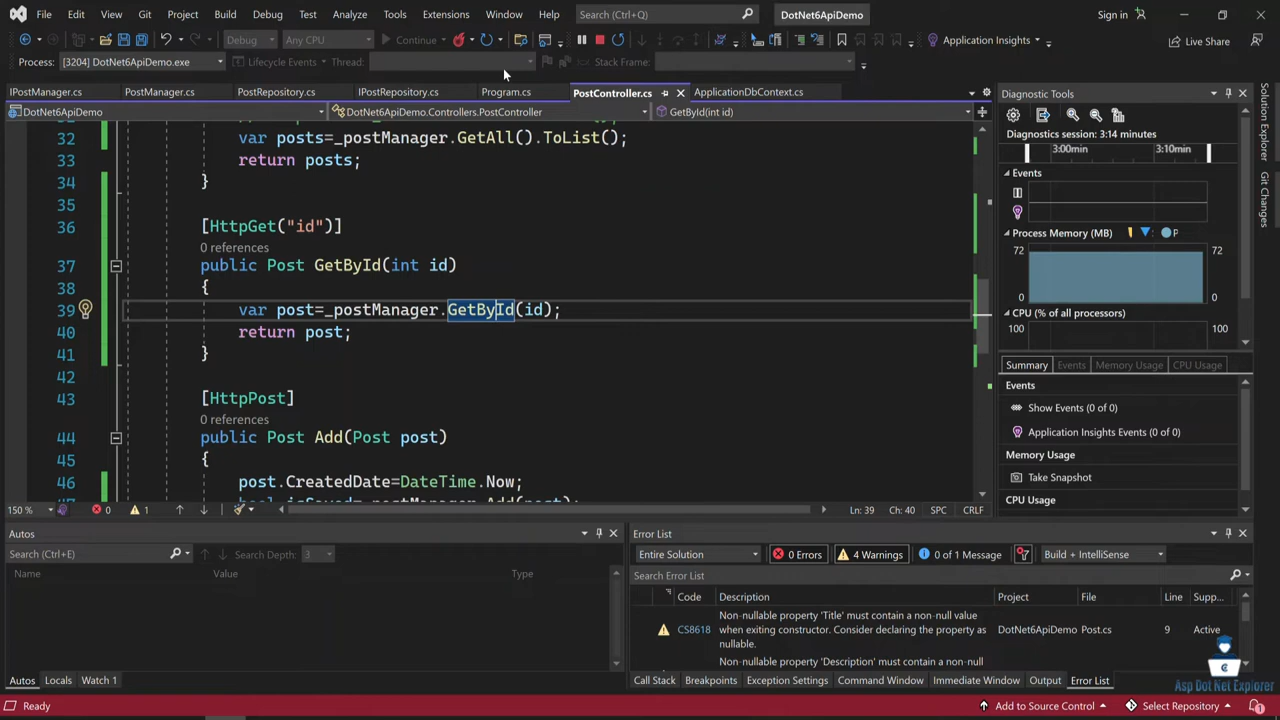 File Edit View Git Project Build Debug Test Analyze Tools Extensions Window Help Search (Ctrl+Q) DotNet6ApiDemo Sign in
Debug Any CPU Continue Application Insights Live Share
Process: [3204] DotNet6ApiDemo.exe Lifecycle Events Thread: Stack Frame:
IPostManager.cs PostManager.cs PostRepository.cs IPostRepository.cs Program.cs PostController.cs ApplicationDbContext.cs
DotNet6ApiDemo DotNet6ApiDemo.Controllers.PostController GetById(int id)
32 var posts=_postManager.GetAll().ToList();
33 return posts;
34 }
35
36 [HttpGet("id")]
0 references
37 public Post GetById(int id)
38 {
39 var post=_postManager.GetById(id);
40 return post;
41 }
42
43 [HttpPost]
0 references
44 public Post Add(Post post)
45 {
46 post.CreatedDate=DateTime.Now;
150 % 0 1 Ln: 39 Ch: 40 SPC CRLF
Diagnostic Tools
Diagnostics session: 3:14 minutes
3:00min 3:10min
Events
Process Memory (MB) P
72 72
CPU (% of all processors)
100 100
Summary Events Memory Usage CPU Usage
Events
Show Events (0 of 0)
Application Insights Events (0 of 0)
Memory Usage
Take Snapshot
CPU Usage
Solution Explorer
Git Changes
Autos
Search (Ctrl+E) Search Depth: 3
Name Value Type
Autos Locals Watch 1
Error List
Entire Solution 0 Errors 4 Warnings 0 of 1 Message Build + IntelliSense
Search Error List
Code Description Project File Line Supp...
CS8618 Non-nullable property 'Title' must contain a non-null value DotNet6ApiDemo Post.cs 9 Active
when exiting constructor. Consider declaring the property as
nullable.
Non-nullable property 'Description' must contain a non-null
Call Stack Breakpoints Exception Settings Command Window Immediate Window Output Error List
Asp Dot Net Explorer
Ready Add to Source Control Select Repository 1